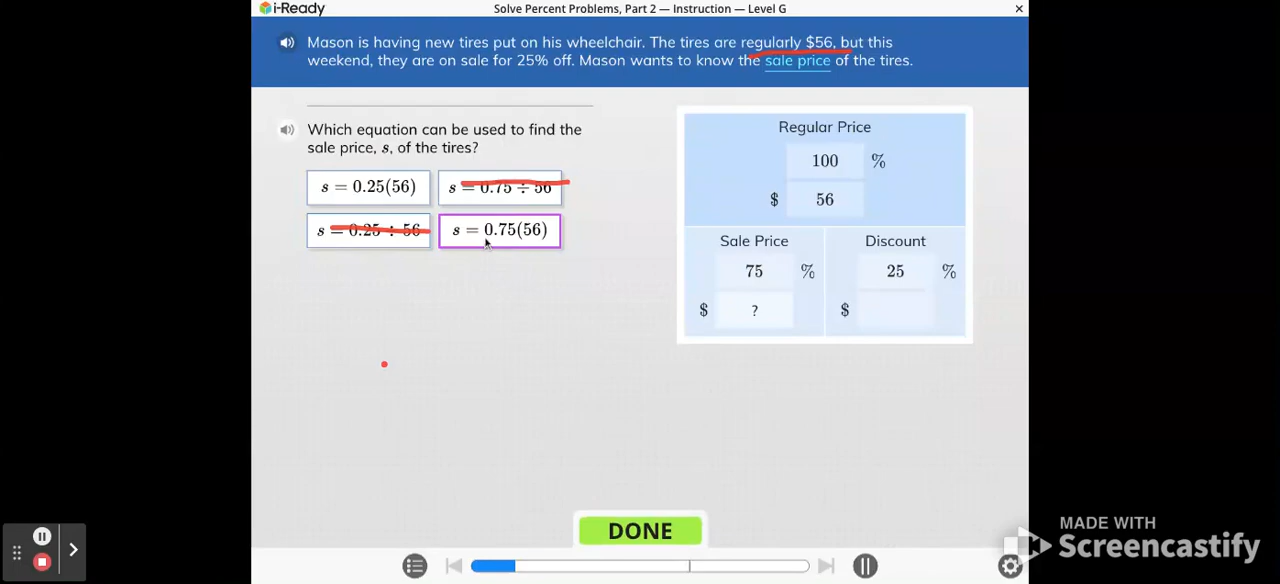 i-Ready
Solve Percent Problems, Part 2 — Instruction — Level G
×
Mason is having new tires put on his wheelchair. The tires are regularly $56, but this
weekend, they are on sale for 25% off. Mason wants to know the sale price of the tires.
Which equation can be used to find the
sale price, s, of the tires?
s = 0.25(56)
s = 0.75 ÷ 56
s = 0.25 ÷ 56
s = 0.75(56)
Regular Price
100 %
$ 56
Sale Price
75 %
$ ?
Discount
25 %
$
DONE
MADE WITH
Screencastify